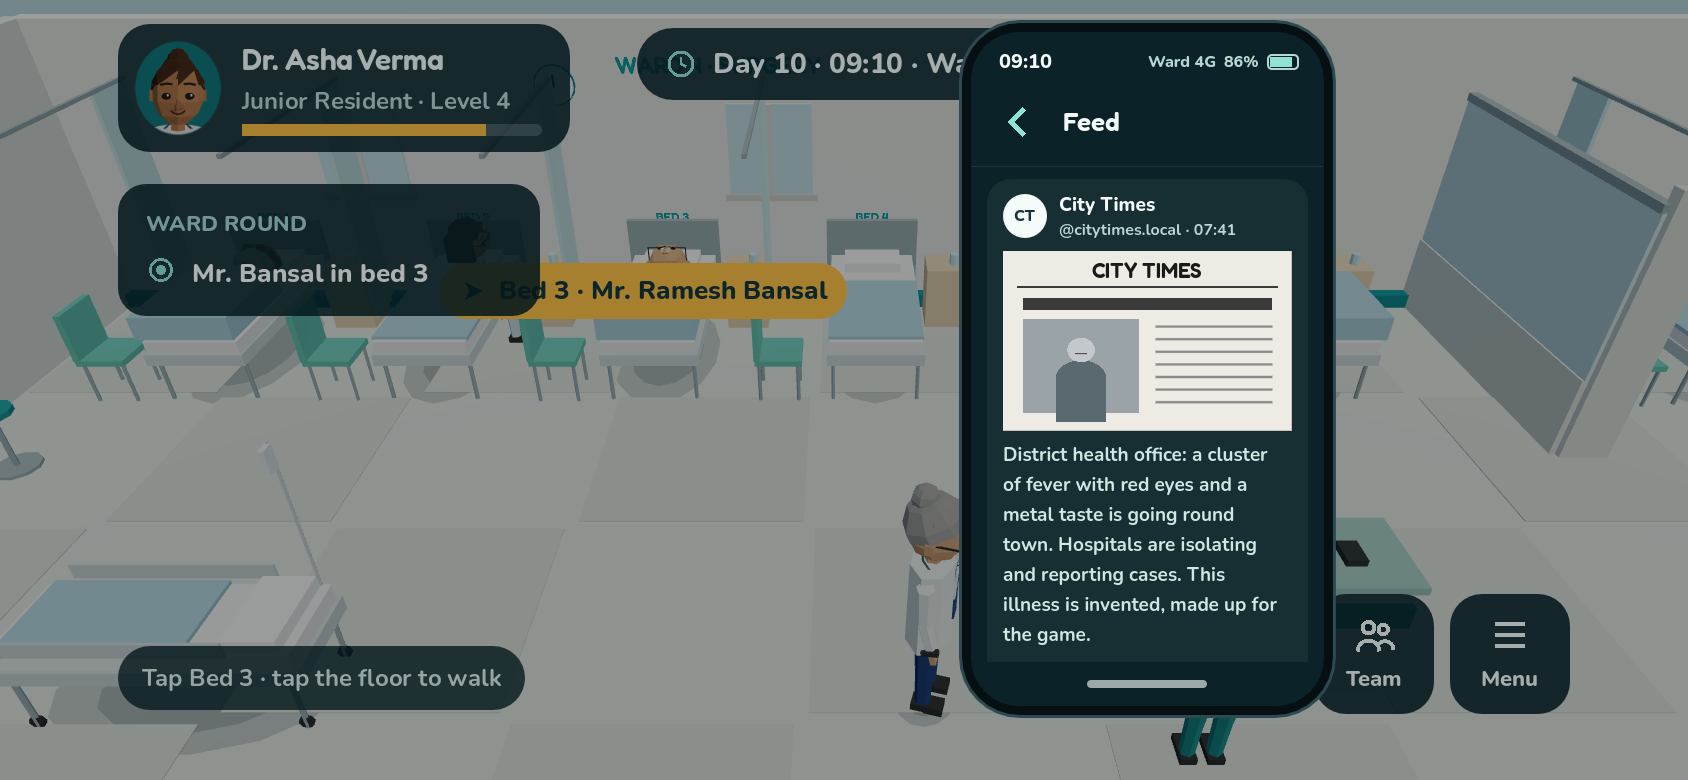 Dr. Asha Verma
Junior Resident · Level 4
Day 10 · 09:10 · Wa
WARD ROUND
Mr. Bansal in bed 3
BED 3
BED 4
Bed 3 · Mr. Ramesh Bansal
Tap Bed 3 · tap the floor to walk
09:10
Ward 4G 86%
Feed
CT
City Times
@citytimes.local · 07:41
CITY TIMES
District health office: a cluster
of fever with red eyes and a
metal taste is going round
town. Hospitals are isolating
and reporting cases. This
illness is invented, made up for
the game.
Team
Menu